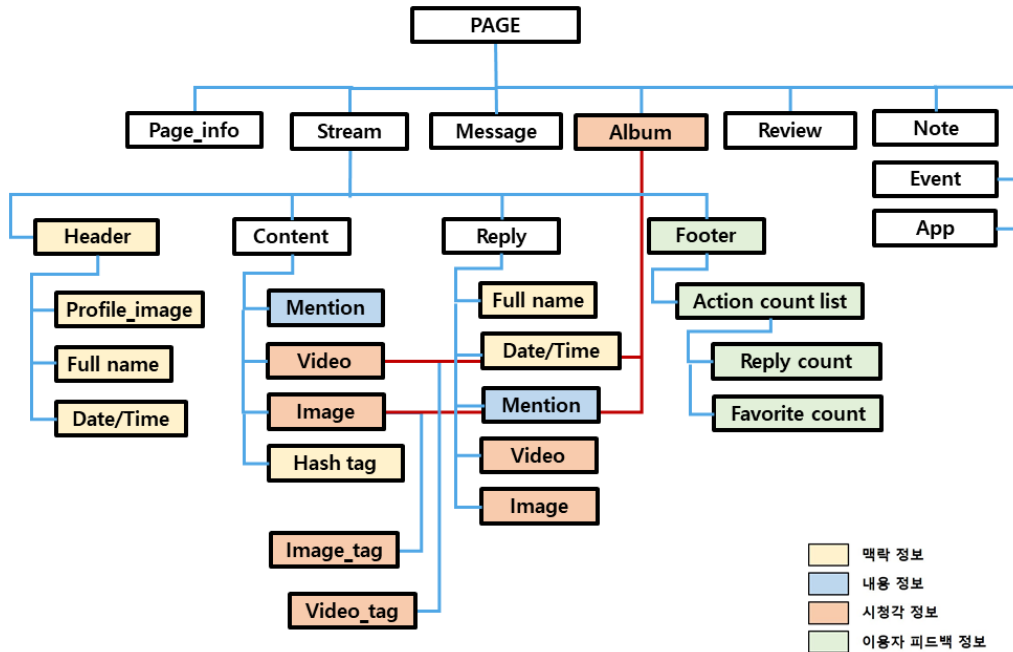 PAGE
Page_info
Stream
Message
Album
Review
Note
Event
App
Header
Content
Reply
Footer
Profile_image
Full name
Date/Time
Mention
Video
Image
Hash tag
Image_tag
Video_tag
Full name
Date/Time
Mention
Video
Image
Action count list
Reply count
Favorite count
맥락 정보
내용 정보
시청각 정보
이용자 피드백 정보